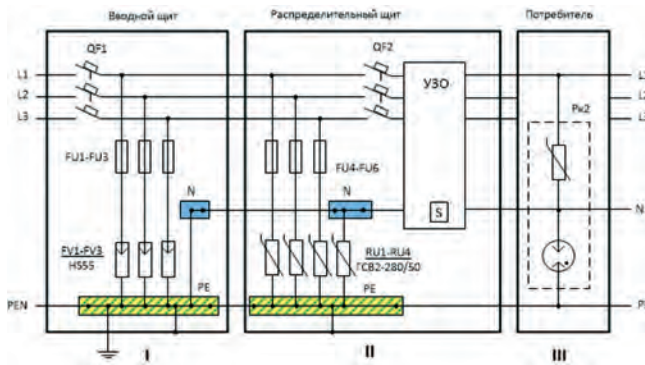 Вводной щит
Распределительный щит
Потребитель
QF1
QF2
L1
L2
L3
УЗО
Рк2
FU1-FU3
FU4-FU6
N
N
N
S
FV1-FV3
HS55
RU1-RU4
ГСВ2-280/50
PEN
PE
PE
I
II
III